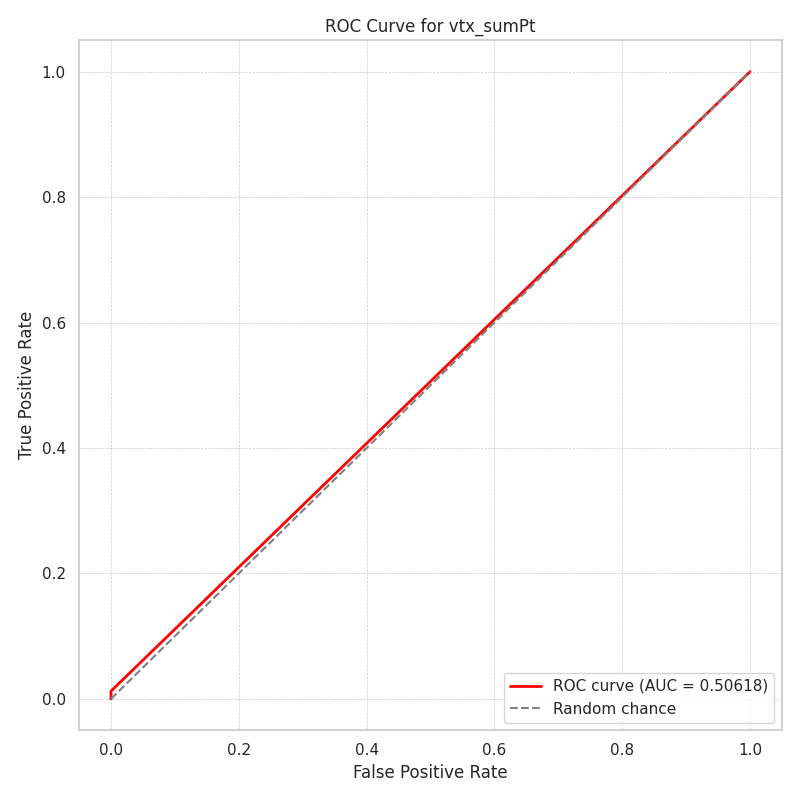 ROC Curve for vtx_sumPt
True Positive Rate
1.0
0.8
0.6
0.4
0.2
0.0
0.0 0.2 0.4 0.6 0.8 1.0
False Positive Rate
ROC curve (AUC = 0.50618)
Random chance